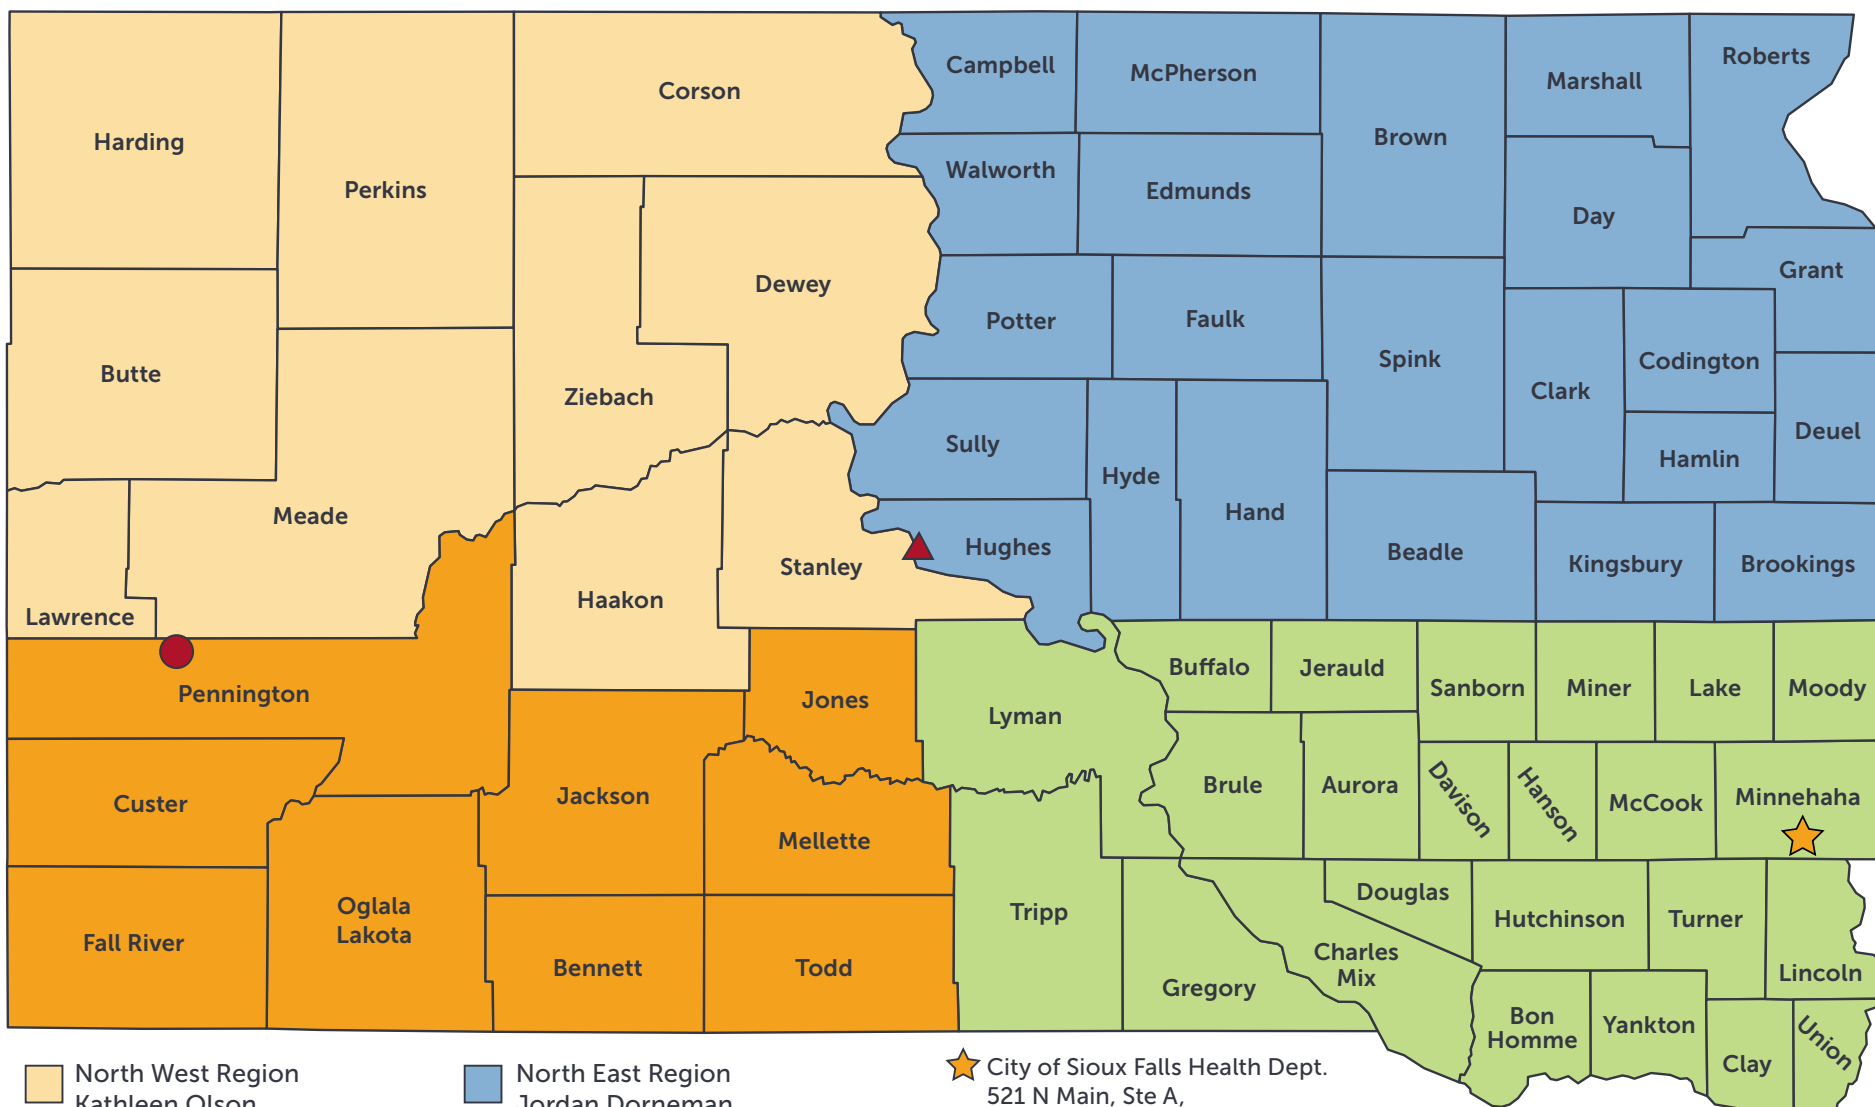 Harding
Perkins
Corson
Campbell
McPherson
Brown
Marshall
Roberts
Walworth
Edmunds
Day
Dewey
Grant
Butte
Ziebach
Potter
Faulk
Spink
Clark
Codington
Deuel
Hamlin
Meade
Sully
Hyde
Hand
Lawrence
Haakon
Stanley
Hughes
Beadle
Kingsbury
Brookings
Pennington
Jones
Lyman
Buffalo
Jerauld
Sanborn
Miner
Lake
Moody
Custer
Jackson
Mellette
Brule
Aurora
Davison
Hanson
McCook
Minnehaha
Fall River
Oglala
Lakota
Bennett
Todd
Tripp
Gregory
Charles
Mix
Douglas
Hutchinson
Turner
Lincoln
Bon
Homme
Yankton
Clay
Union
North West Region
Kathleen Olson
North East Region
Jordan Dorneman
City of Sioux Falls Health Dept.
521 N Main, Ste A,